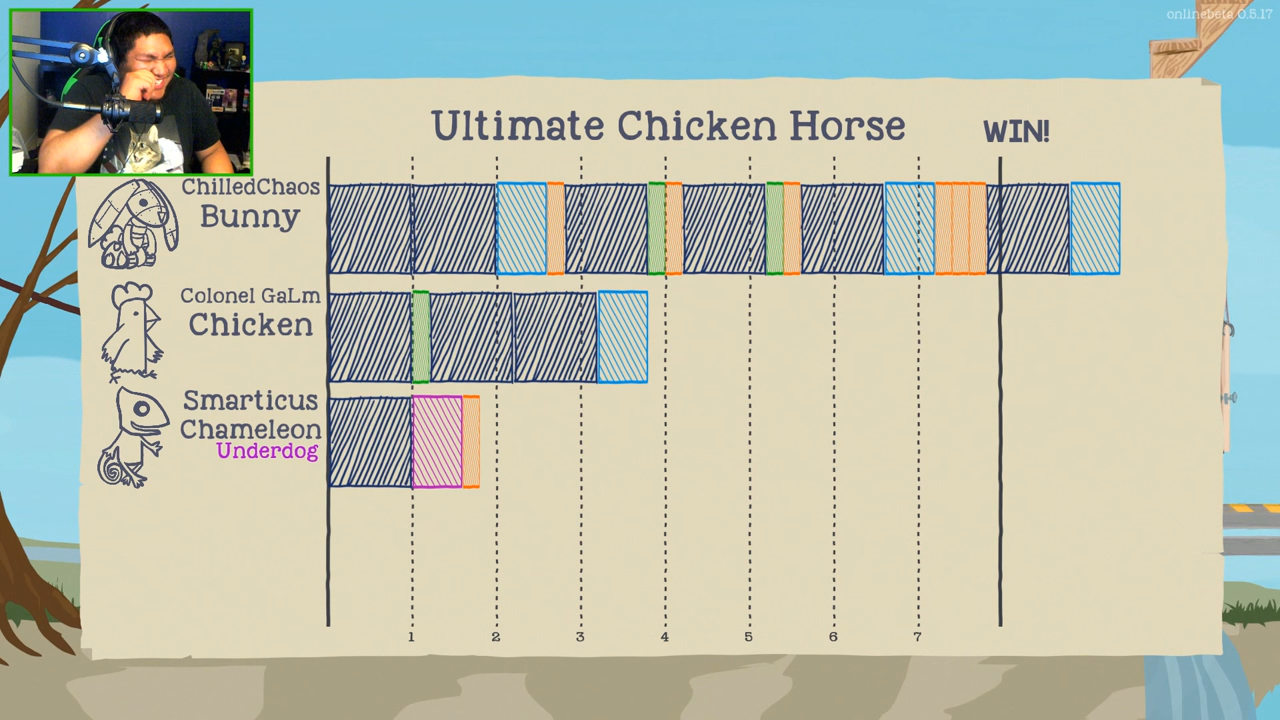 onlinebeta 0.5.17
Ultimate Chicken Horse
WIN!
ChilledChaos
Bunny
Colonel GaLm
Chicken
Smarticus
Chameleon
Underdog
1 2 3 4 5 6 7